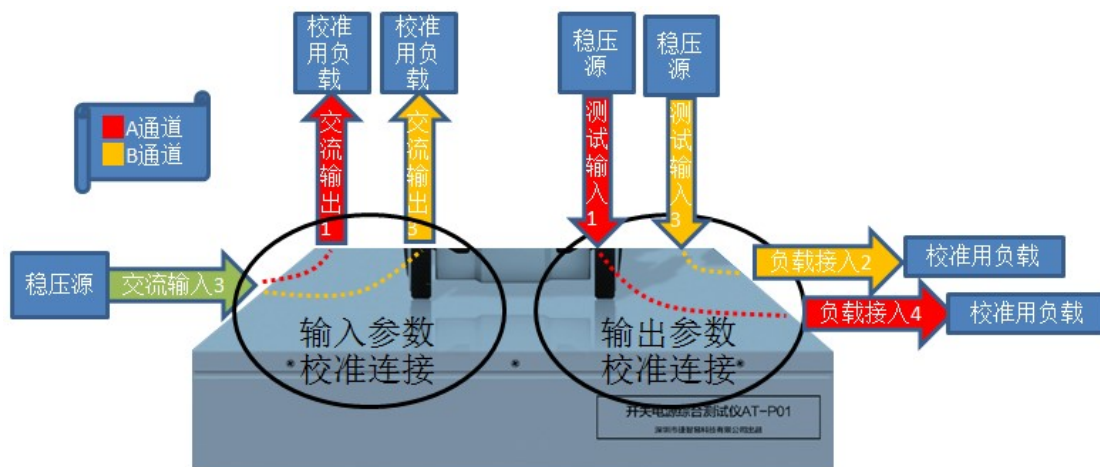 校准
用负
载
校准
用负
载
稳压
源
稳压
源
A通道
B通道
交流输出1
交流输出3
测试输入1
测试输入3
稳压源
交流输入3
负载接入2
校准用负载
负载接入4
校准用负载
输入参数
校准连接
输出参数
校准连接
开关电源综合测试仪AT-P01